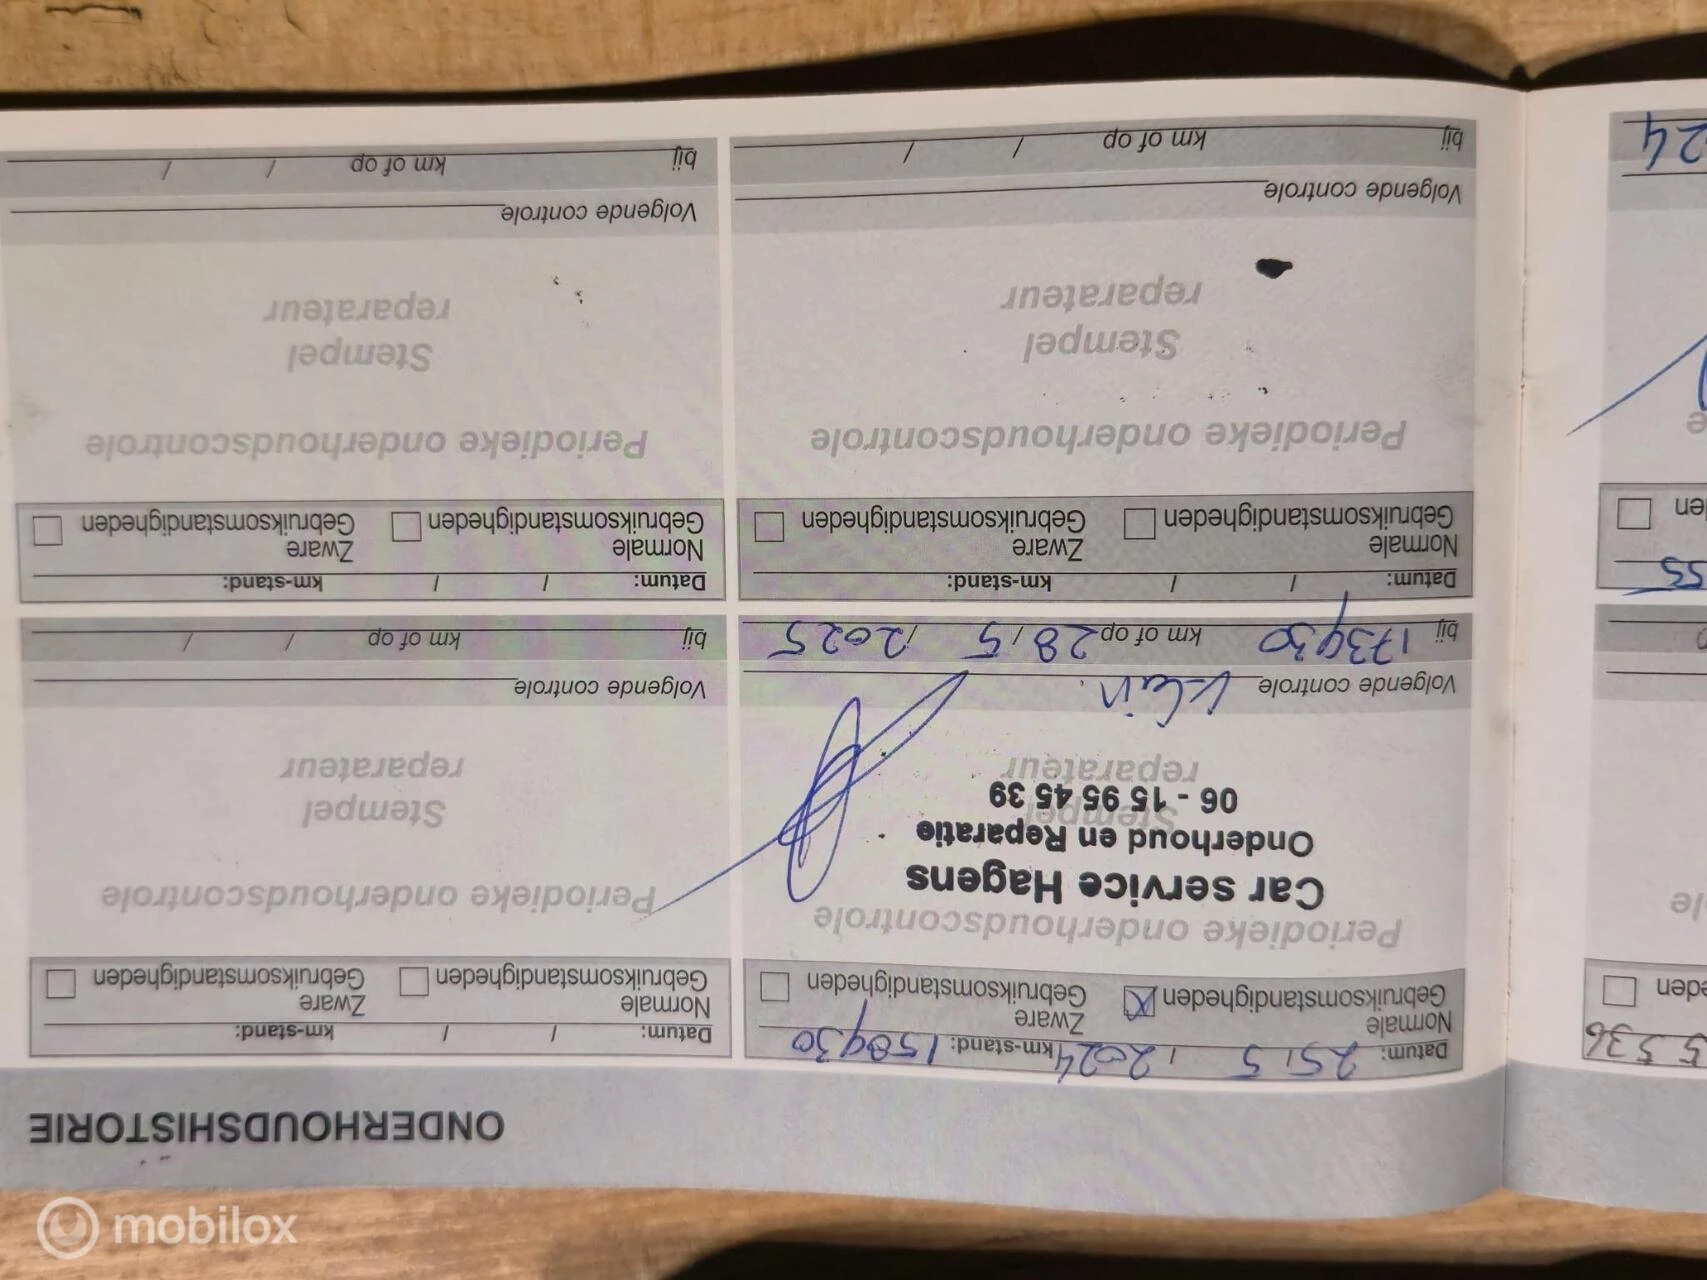 ONDERHOUDSHISTORIE
Datum: 25 / 5 / 2024 km-stand: 158930
Normale Gebruiksomstandigheden
Zware Gebruiksomstandigheden
Periodieke onderhoudscontrole
Car service Hagens
Onderhoud en Reparatie
06 - 15 95 45 39
Stempel
reparateur
Volgende controle Klein.
bij 173930 km of op 28 / 5 / 2025
Datum: / / km-stand:
Normale Gebruiksomstandigheden
Zware Gebruiksomstandigheden
Periodieke onderhoudscontrole
Stempel
reparateur
Volgende controle
bij km of op / /
Datum: / / km-stand:
Normale Gebruiksomstandigheden
Zware Gebruiksomstandigheden
Periodieke onderhoudscontrole
Stempel
reparateur
Volgende controle
bij km of op / /
Datum: / / km-stand:
Normale Gebruiksomstandigheden
Zware Gebruiksomstandigheden
Periodieke onderhoudscontrole
Stempel
reparateur
Volgende controle
bij km of op / /
mobilox